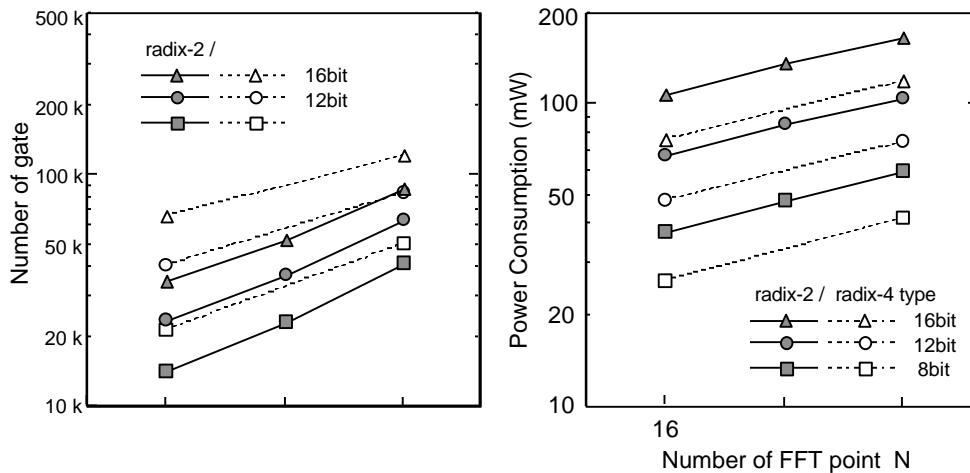 500 k
200 k
100 k
50 k
20 k
10 k
Number of gate
radix-2 /
16bit
12bit
200
100
50
20
10
Power Consumption (mW)
radix-2 / radix-4 type
16bit
12bit
8bit
16
Number of FFT point N